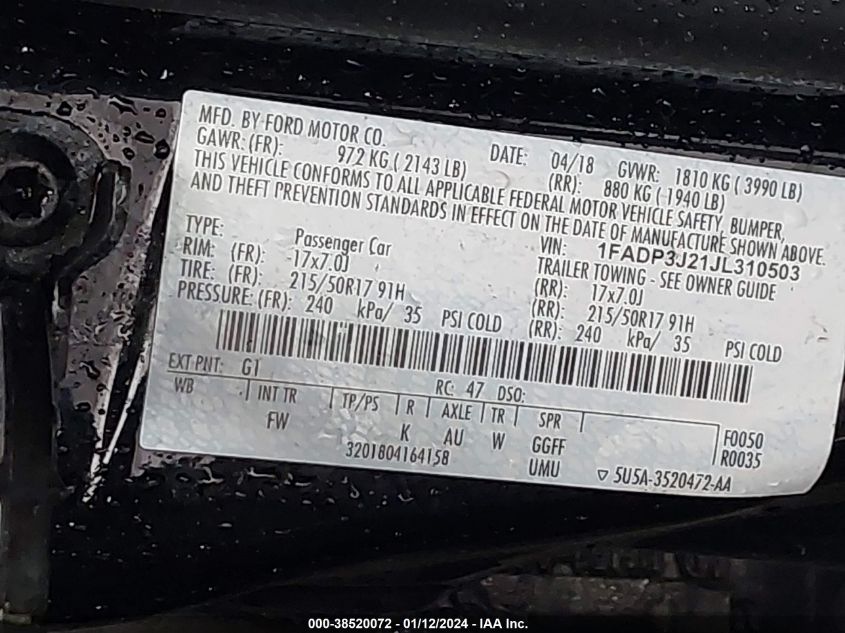 MFD. BY FORD MOTOR CO. DATE: 04/18 GVWR: 1810 KG ( 3990 LB)
GAWR: (FR): 972 KG ( 2143 LB) (RR): 880 KG ( 1940 LB)
THIS VEHICLE CONFORMS TO ALL APPLICABLE FEDERAL MOTOR VEHICLE SAFETY, BUMPER,
AND THEFT PREVENTION STANDARDS IN EFFECT ON THE DATE OF MANUFACTURE SHOWN ABOVE.
VIN: 1FADP3J21JL310503
TYPE: Passenger Car TRAILER TOWING - SEE OWNER GUIDE
RIM: (FR): 17x7.0J (RR): 17x7.0J
TIRE: (FR): 215/50R17 91H (RR): 215/50R17 91H
PRESSURE: (FR): 240 kPa/ 35 PSI COLD (RR): 240 kPa/ 35 PSI COLD
EXT PNT: G1 RC: 47 DSO:
WB INT TR TP/PS R AXLE TR SPR F0050
FW K AU W GGFF R0035
3201804164158 UMU 5U5A-3520472-AA
000-38520072 - 01/12/2024 - IAA Inc.